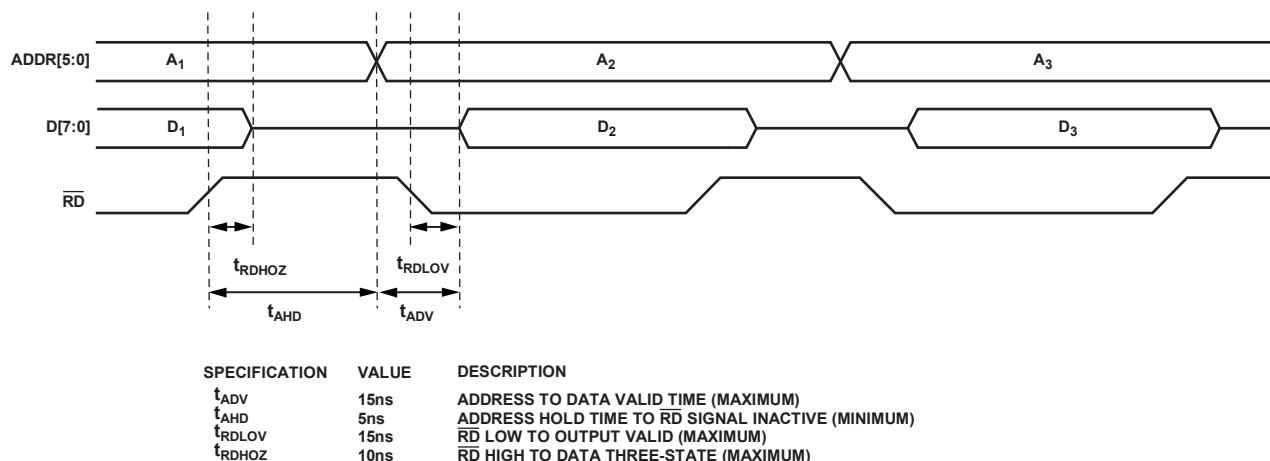 ADDR[5:0] A1 A2 A3
D[7:0] D1 D2 D3
RD
tRDHOZ tRDLOV
tAHD tADV
SPECIFICATION VALUE DESCRIPTION
tADV 15ns ADDRESS TO DATA VALID TIME (MAXIMUM)
tAHD 5ns ADDRESS HOLD TIME TO RD SIGNAL INACTIVE (MINIMUM)
tRDLOV 15ns RD LOW TO OUTPUT VALID (MAXIMUM)
tRDHOZ 10ns RD HIGH TO DATA THREE-STATE (MAXIMUM)